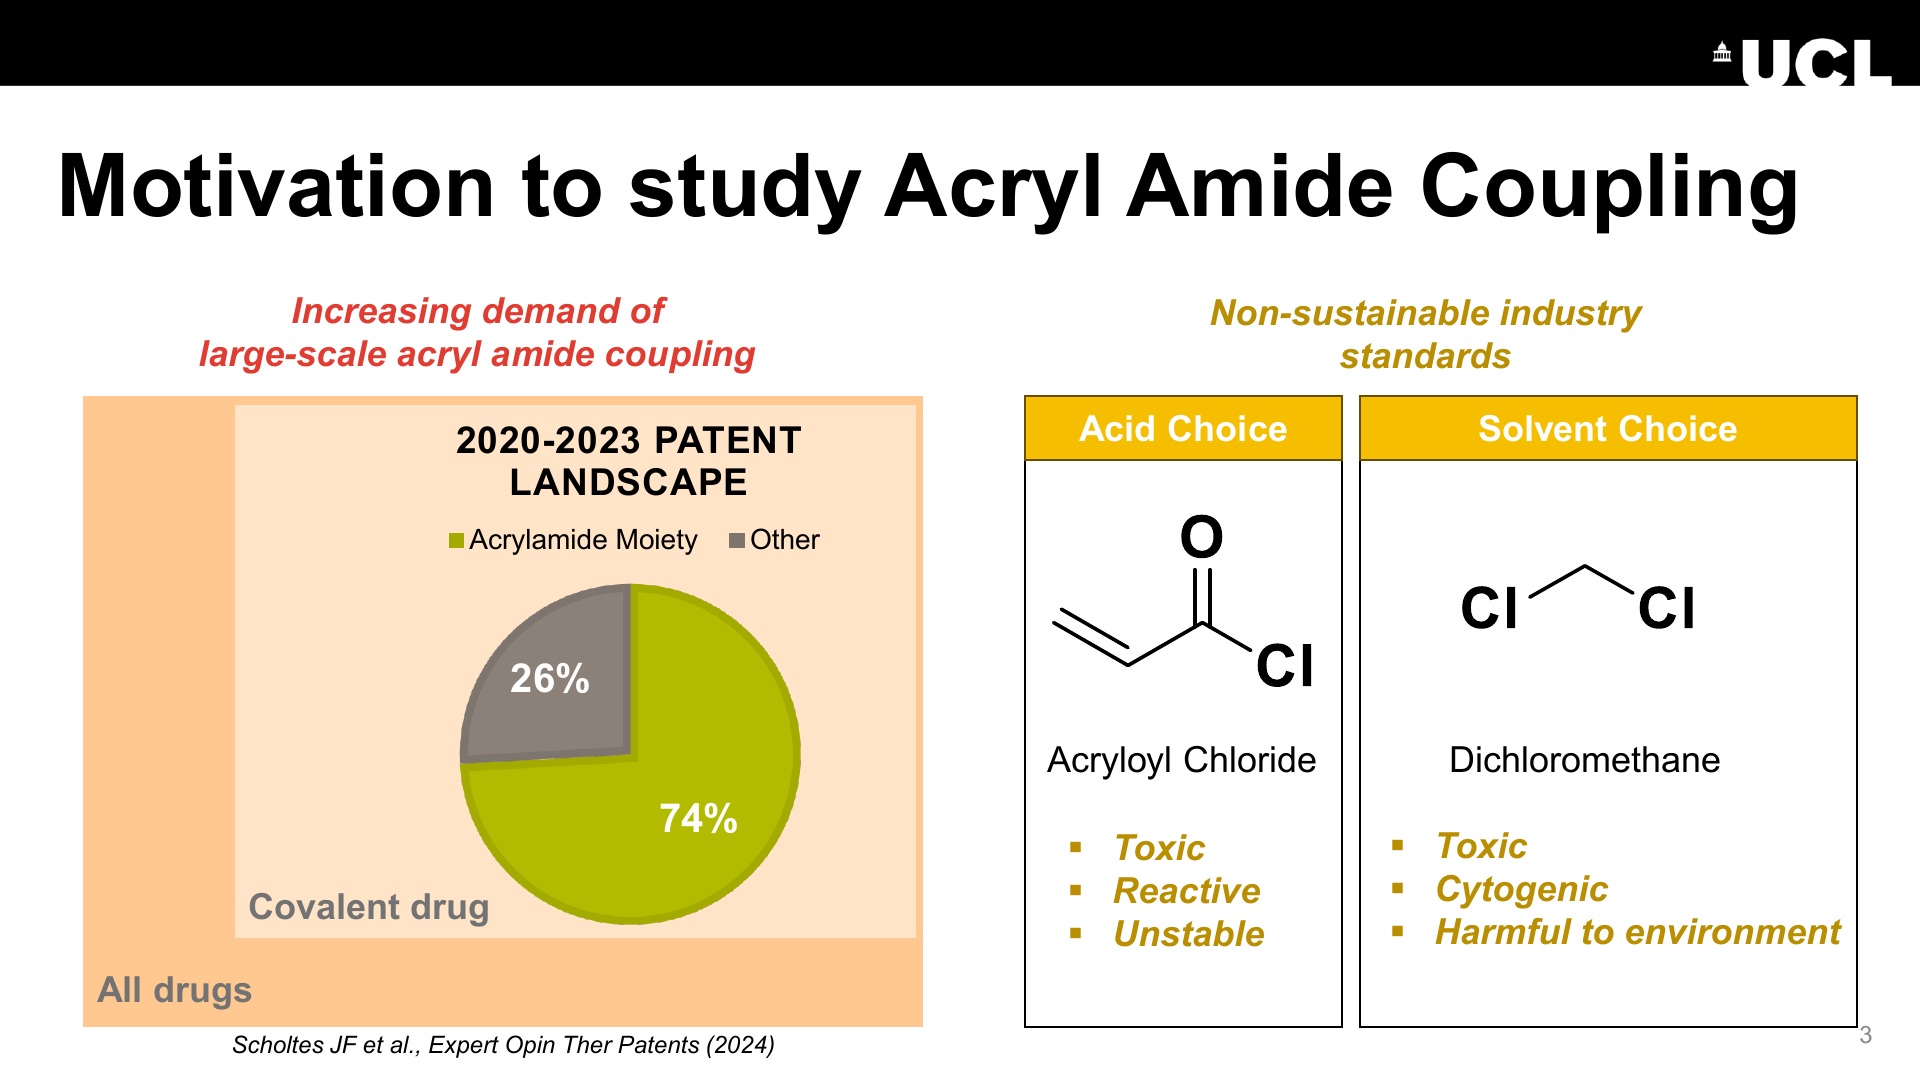 UCL
Motivation to study Acryl Amide Coupling
Increasing demand of
large-scale acryl amide coupling
2020-2023 PATENT
LANDSCAPE
Acrylamide Moiety
Other
26%
74%
Covalent drug
All drugs
Scholtes JF et al., Expert Opin Ther Patents (2024)
Non-sustainable industry
standards
Acid Choice
O
Cl
Acryloyl Chloride
▪ Toxic
▪ Reactive
▪ Unstable
Solvent Choice
Cl Cl
Dichloromethane
▪ Toxic
▪ Cytogenic
▪ Harmful to environment
3